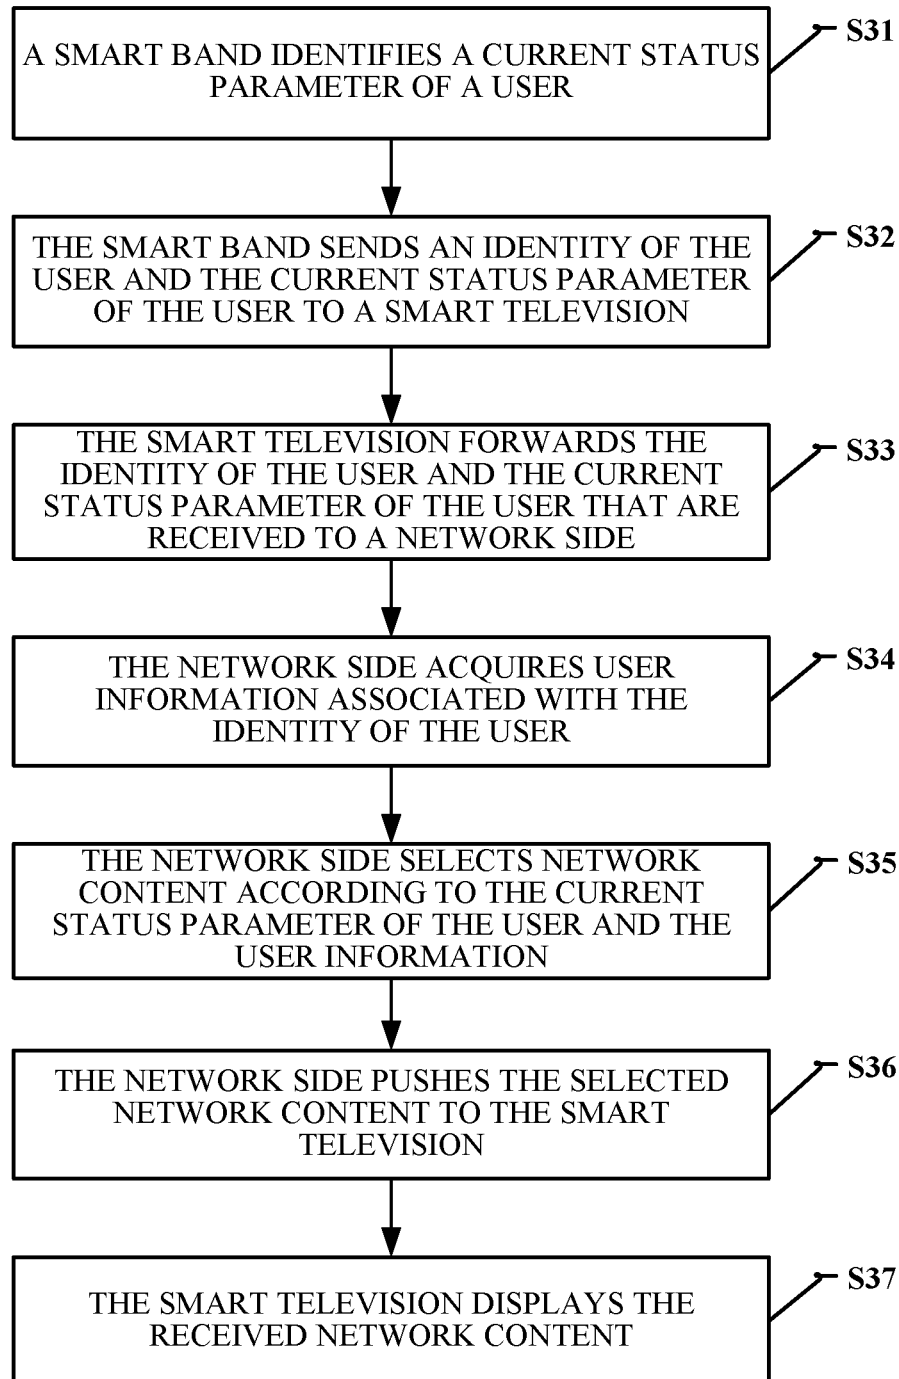 A SMART BAND IDENTIFIES A CURRENT STATUS
PARAMETER OF A USER
S31
THE SMART BAND SENDS AN IDENTITY OF THE
USER AND THE CURRENT STATUS PARAMETER
OF THE USER TO A SMART TELEVISION
S32
THE SMART TELEVISION FORWARDS THE
IDENTITY OF THE USER AND THE CURRENT
STATUS PARAMETER OF THE USER THAT ARE
RECEIVED TO A NETWORK SIDE
S33
THE NETWORK SIDE ACQUIRES USER
INFORMATION ASSOCIATED WITH THE
IDENTITY OF THE USER
S34
THE NETWORK SIDE SELECTS NETWORK
CONTENT ACCORDING TO THE CURRENT
STATUS PARAMETER OF THE USER AND THE
USER INFORMATION
S35
THE NETWORK SIDE PUSHES THE SELECTED
NETWORK CONTENT TO THE SMART
TELEVISION
S36
THE SMART TELEVISION DISPLAYS THE
RECEIVED NETWORK CONTENT
S37